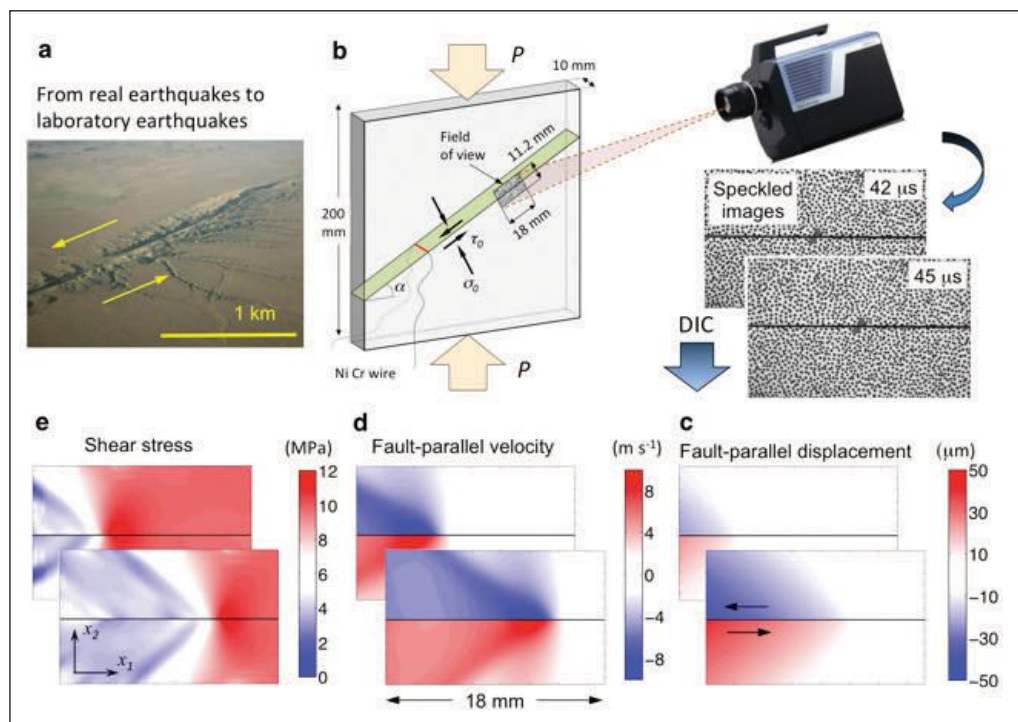 a
From real earthquakes to
laboratory earthquakes
1 km
b
P
10 mm
Field
of view
11.2 mm
18 mm
200
mm
τ0
σ0
α
Ni Cr wire
P
Speckled
images
42 μs
45 μs
DIC
e
Shear stress
(MPa)
12
10
8
6
4
2
0
x2
x1
d
Fault-parallel velocity
(m s-1)
8
4
0
−4
−8
18 mm
c
Fault-parallel displacement
(μm)
50
30
10
−10
−30
−50